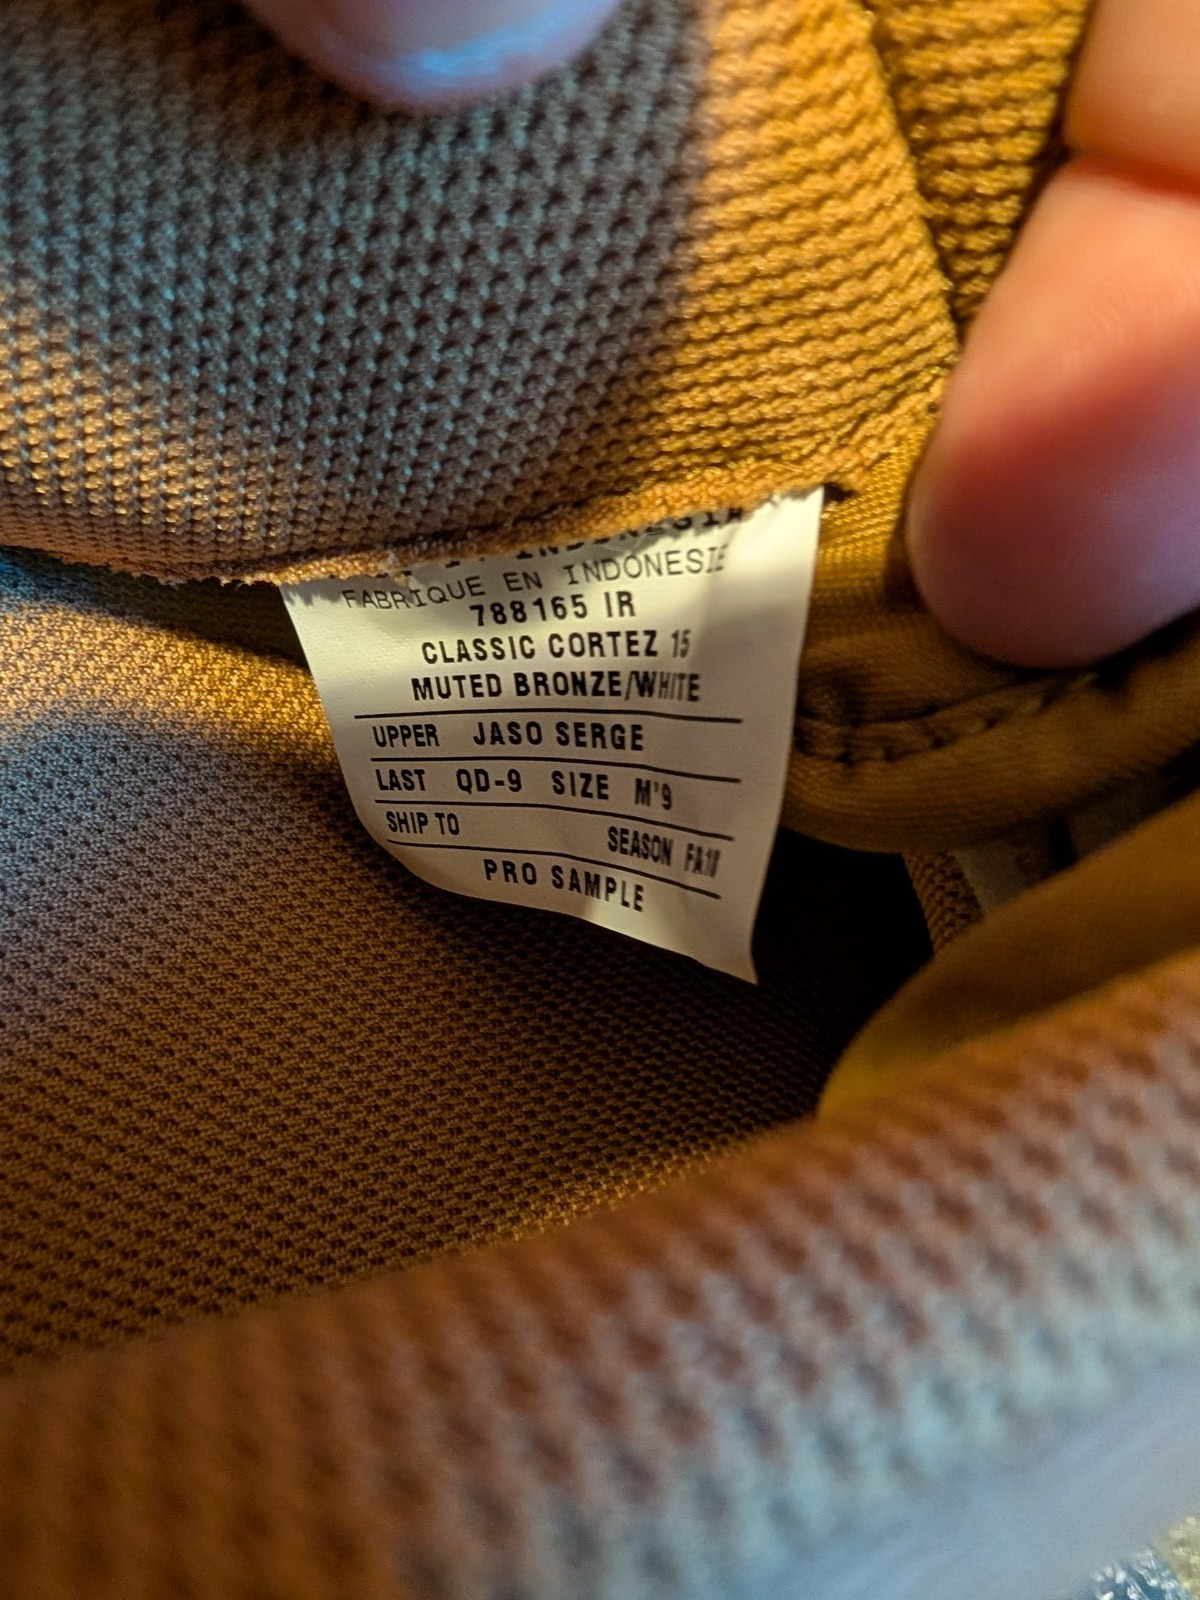 INDONESIA
FABRIQUE EN INDONESIE
788165 IR
CLASSIC CORTEZ 15
MUTED BRONZE/WHITE
UPPER JASO SERGE
LAST QD-9 SIZE M'9
SHIP TO
SEASON
PRO SAMPLE